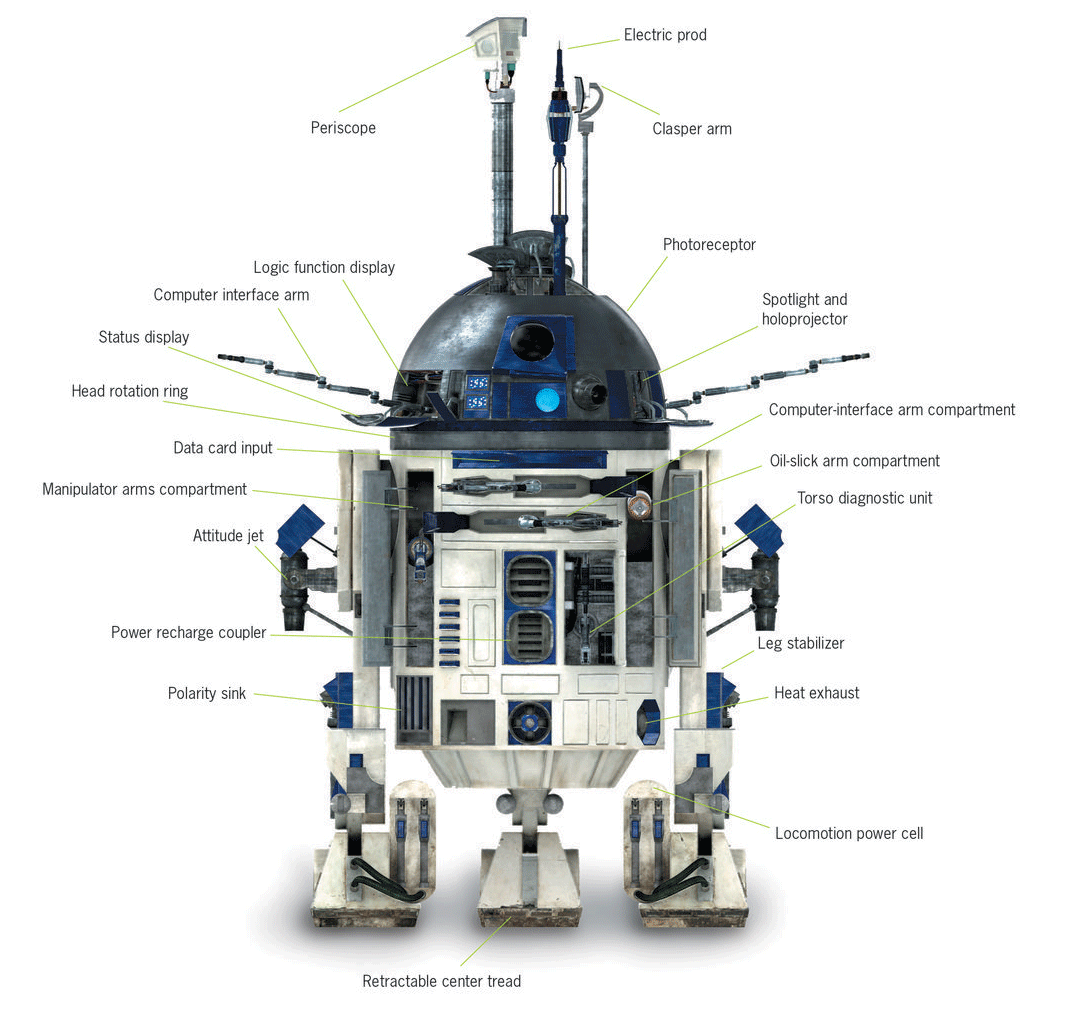 Electric prod
Periscope
Clasper arm
Photoreceptor
Logic function display
Computer interface arm
Spotlight and
holoprojector
Status display
Head rotation ring
Computer-interface arm compartment
Data card input
Oil-slick arm compartment
Manipulator arms compartment
Torso diagnostic unit
Attitude jet
Power recharge coupler
Leg stabilizer
Polarity sink
Heat exhaust
Locomotion power cell
Retractable center tread